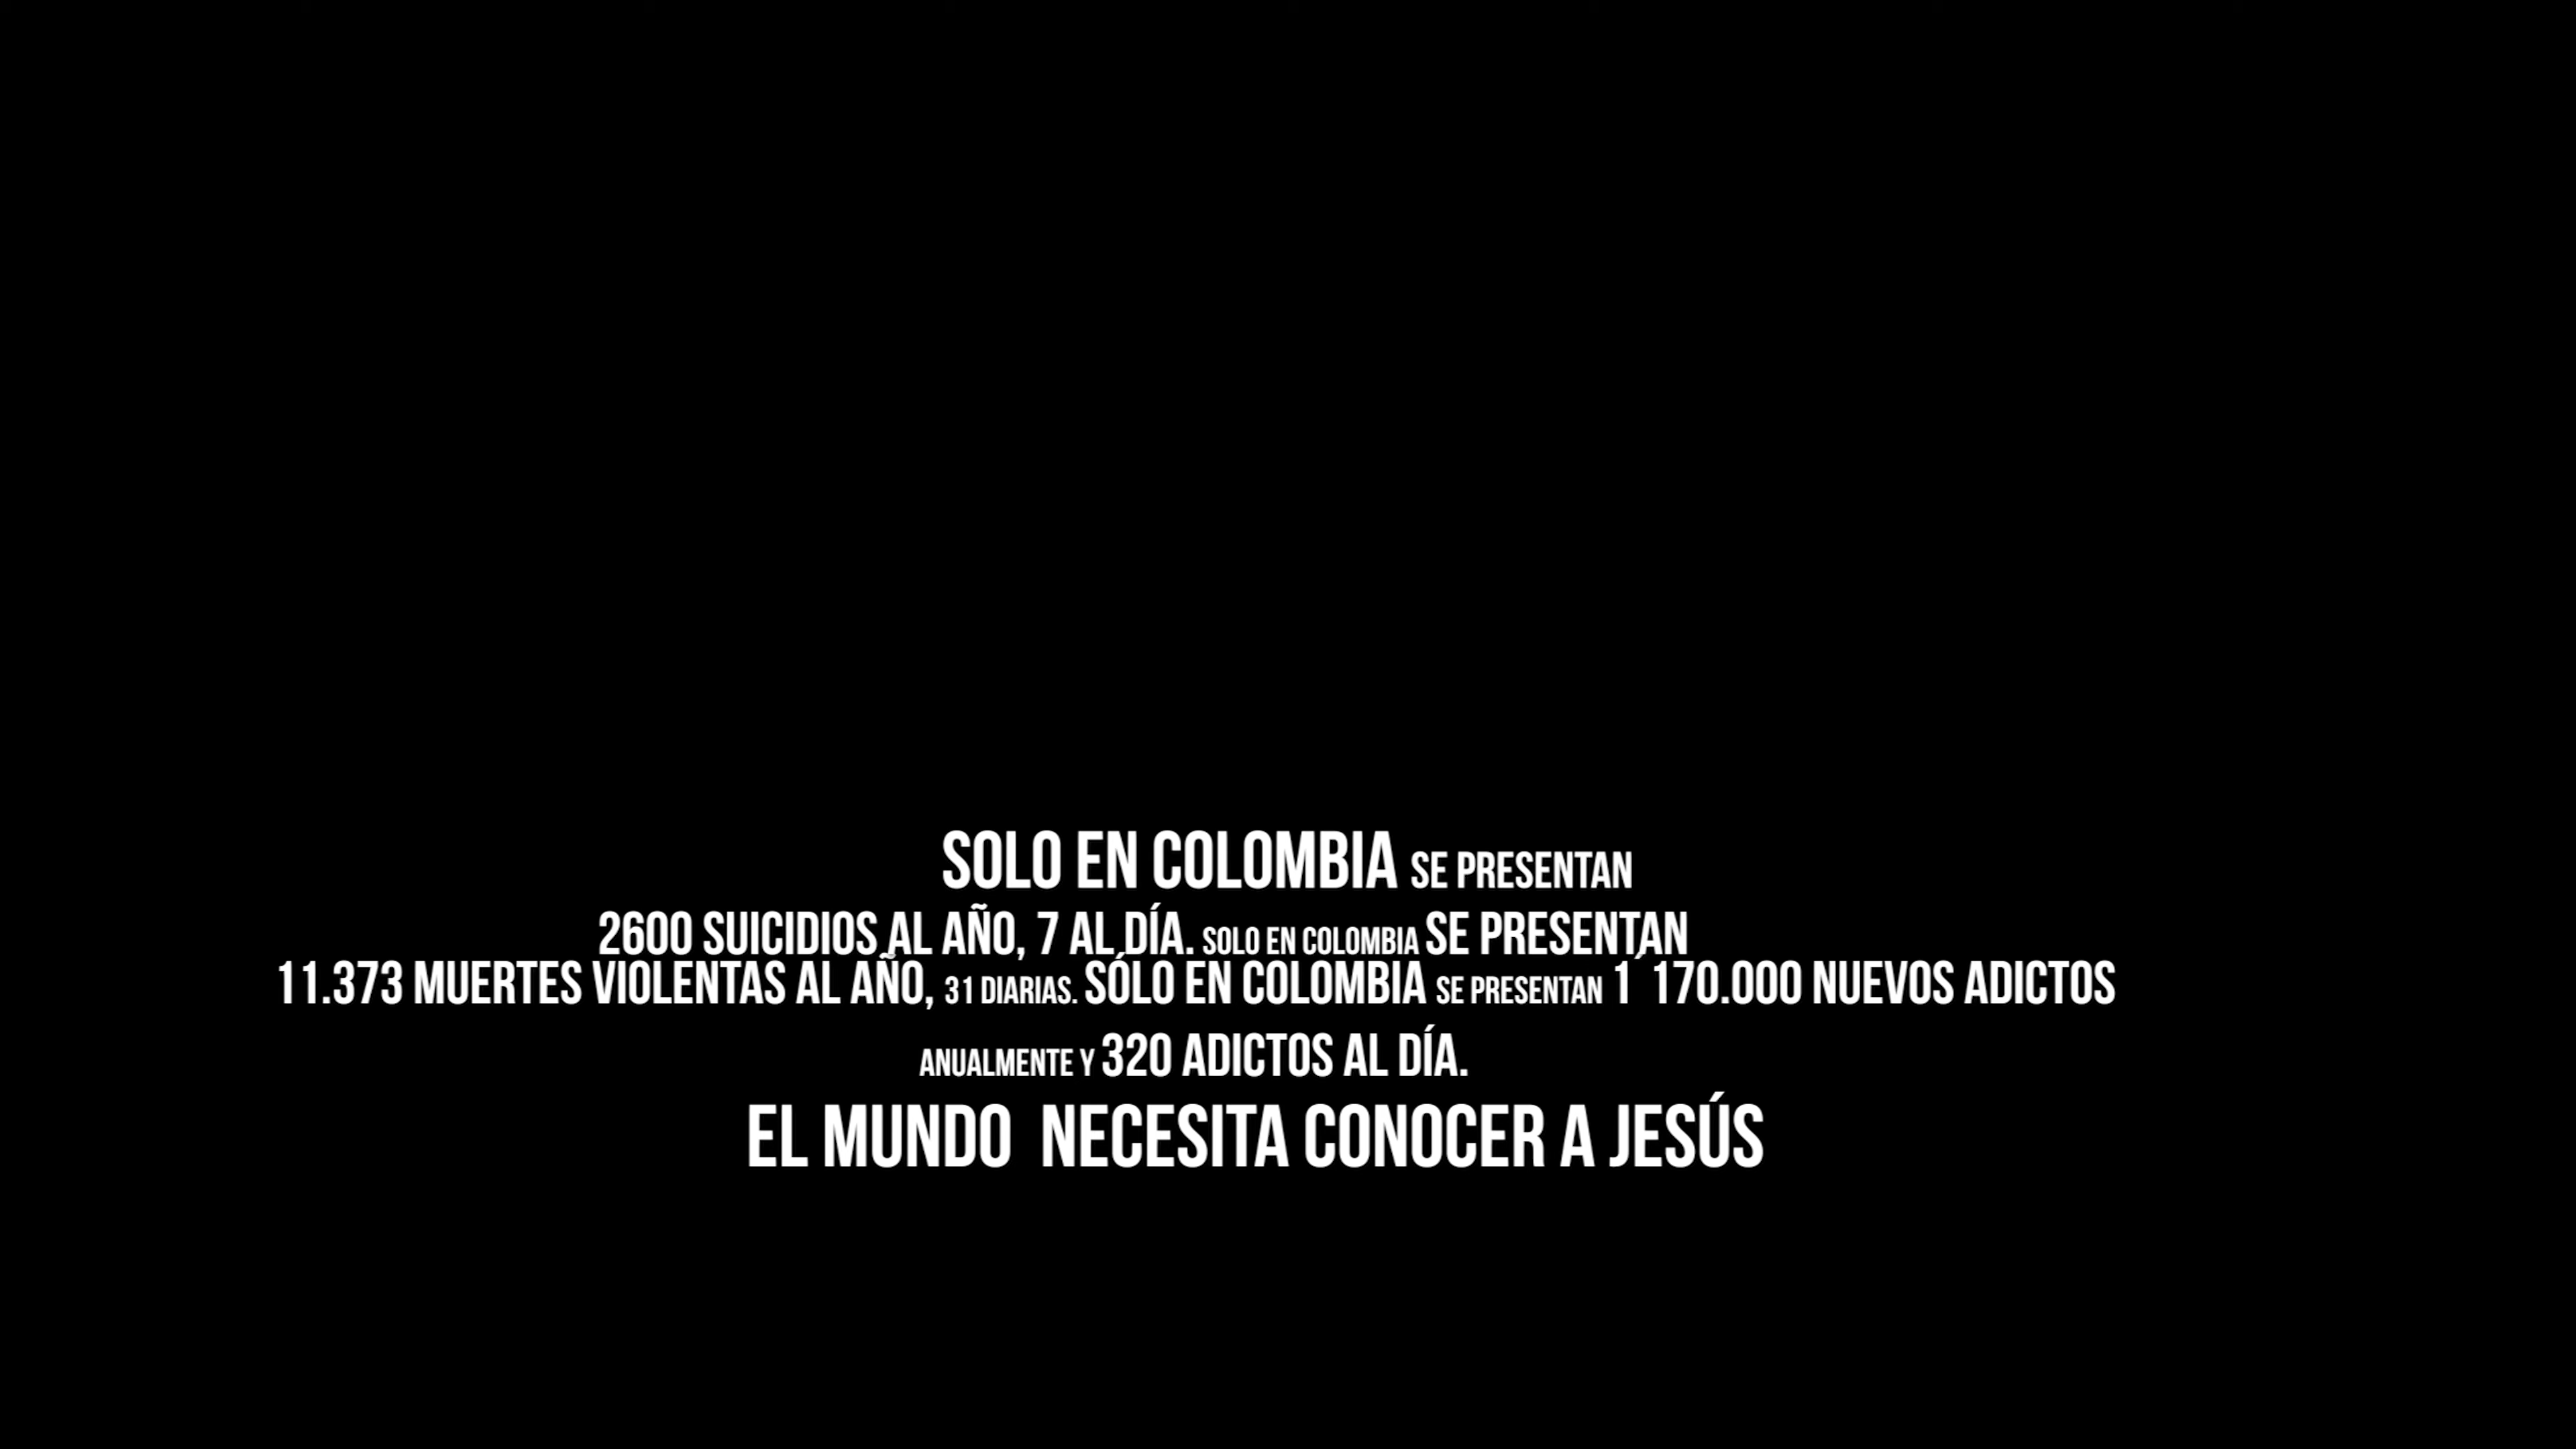 SOLO EN COLOMBIA SE PRESENTAN
2600 SUICIDIOS AL AÑO, 7 AL DÍA. SOLO EN COLOMBIA SE PRESENTAN
11.373 MUERTES VIOLENTAS AL AÑO, 31 DIARIAS. SÓLO EN COLOMBIA SE PRESENTAN 1´170.000 NUEVOS ADICTOS
ANUALMENTE Y 320 ADICTOS AL DÍA.
EL MUNDO  NECESITA CONOCER A JESÚS